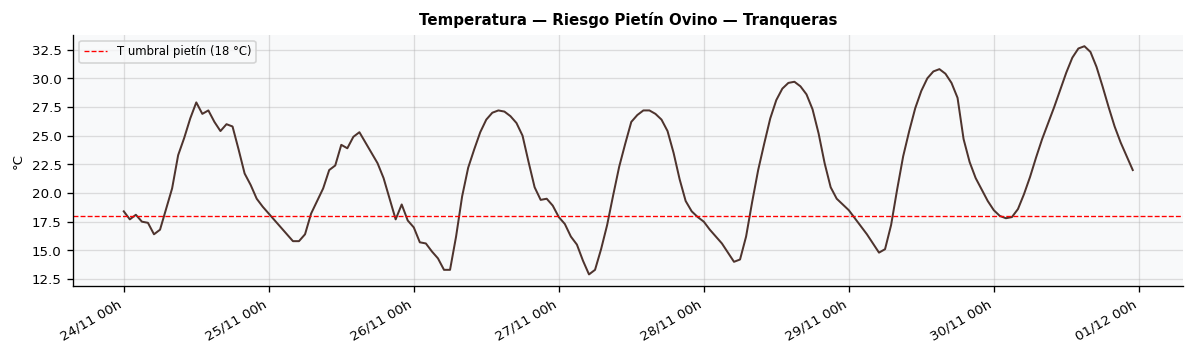 Temperatura — Riesgo Pietín Ovino — Tranqueras
T umbral pietín (18 °C)
°C
32.5
30.0
27.5
25.0
22.5
20.0
17.5
15.0
12.5
24/11 00h
25/11 00h
26/11 00h
27/11 00h
28/11 00h
29/11 00h
30/11 00h
01/12 00h